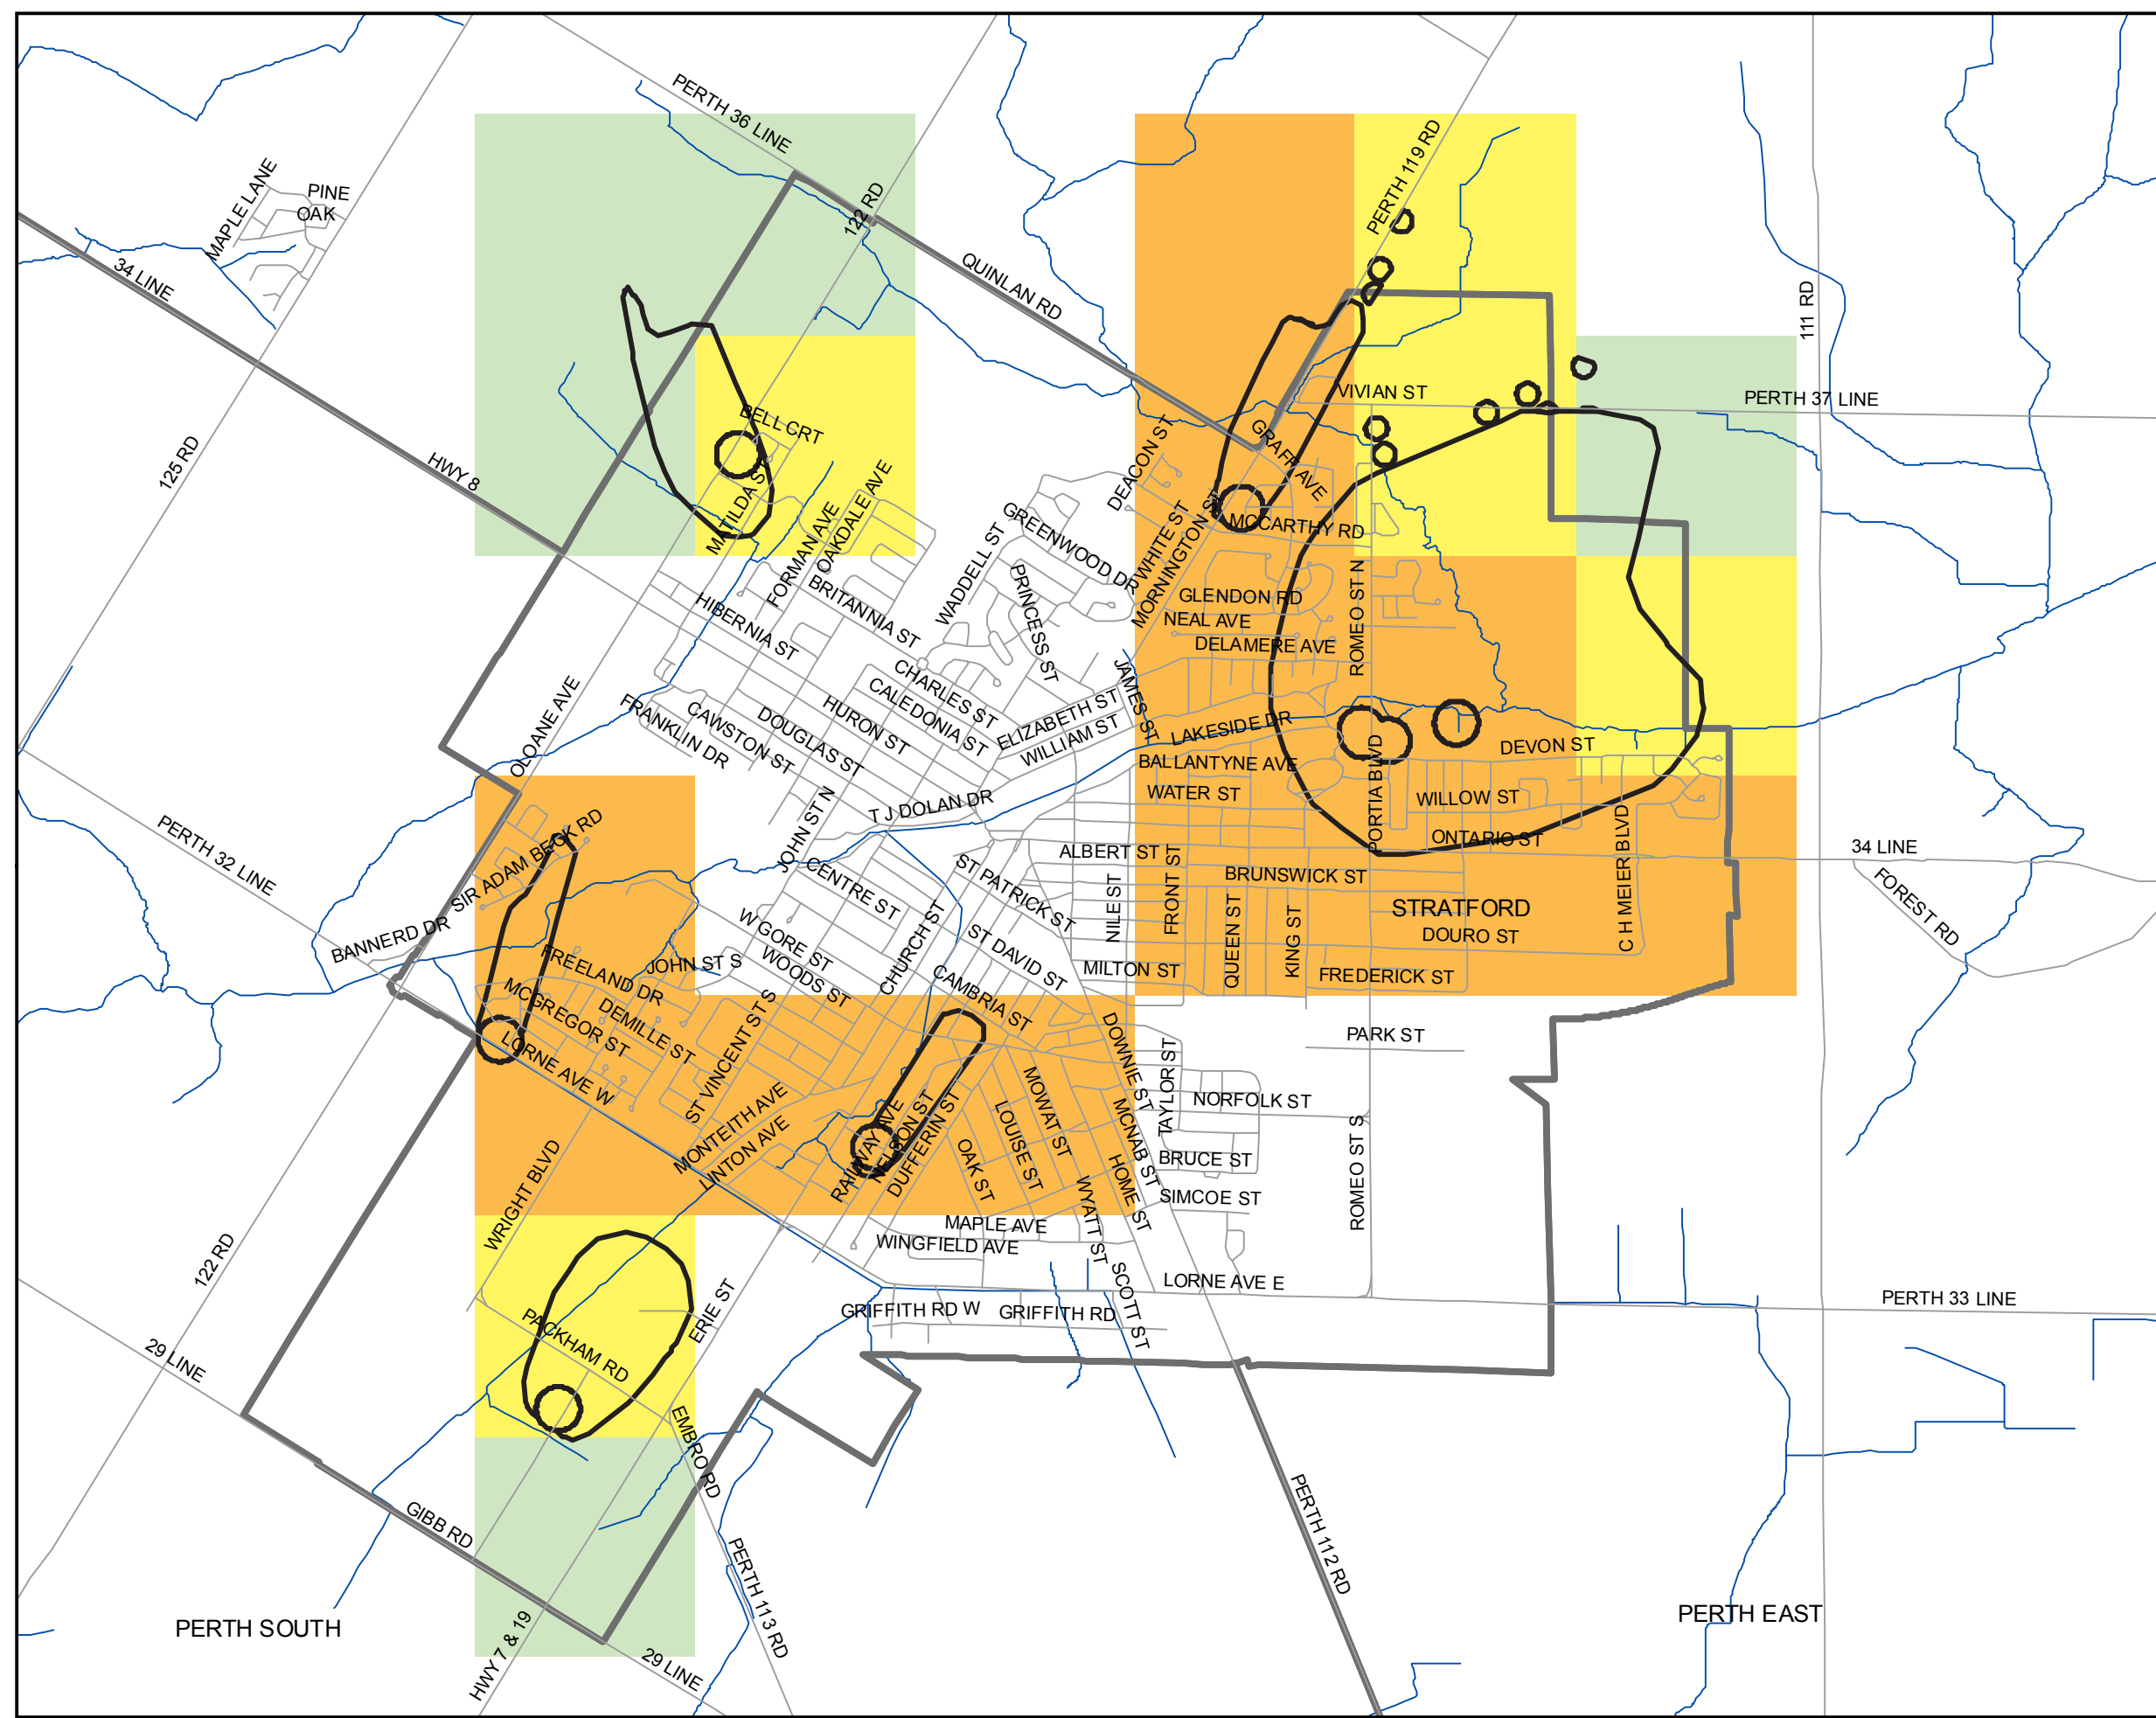 PERTH 36 LINE
MAPLE LANE
PINE
OAK
122 RD
PERTH 119 RD
34 LINE
QUINLAN RD
111 RD
VIVIAN ST
PERTH 37 LINE
BELL CRT
125 RD
HWY 8
DEACON ST
GRAFF AVE
MATILDA ST
FORMAN AVE
OAKDALE AVE
GREENWOOD DR
WADDELL ST
WHITE ST
MORNINGTON ST
MCCARTHY RD
HIBERNIA ST
BRITANNIA ST
PRINCESS ST
GLENDON RD
NEAL AVE
DELAMERE AVE
ROMEO ST N
CHARLES ST
CALEDONIA ST
ELIZABETH ST
WILLIAM ST
JAMES ST
LAKESIDE DR
OLOANE AVE
FRANKLIN DR
CAWSTON ST
DOUGLAS ST
HURON ST
BALLANTYNE AVE
DEVON ST
WATER ST
PORTIA BLVD
WILLOW ST
T J DOLAN DR
JOHN ST N
PERTH 32 LINE
SIR ADAM BECK RD
ALBERT ST
ONTARIO ST
34 LINE
CENTRE ST
ST PATRICK ST
BRUNSWICK ST
FRONT ST
NILE ST
QUEEN ST
KING ST
STRATFORD
DOURO ST
C H MEIER BLVD
FOREST RD
BANNERD DR
W GORE ST
WOODS ST
CHURCH ST
ST DAVID ST
CAMBRIA ST
MILTON ST
FREDERICK ST
FREELAND DR
JOHN ST S
MCGREGOR ST
DEMILLE ST
LORNE AVE W
ST VINCENT ST S
DOWNIE ST
TAYLOR ST
PARK ST
NORFOLK ST
MONTEITH AVE
LINTON AVE
RAILWAY AVE
NELSON ST
DUFFERIN ST
OAK ST
LOUISE ST
MOWAT ST
MCNAB ST
HOME ST
WYATT ST
BRUCE ST
SIMCOE ST
ROMEO ST S
WRIGHT BLVD
MAPLE AVE
WINGFIELD AVE
122 RD
SCOTT ST
LORNE AVE E
PERTH 33 LINE
GRIFFITH RD W
GRIFFITH RD
ERIE ST
PACKHAM RD
29 LINE
EMBRO RD
GIBB RD
PERTH 113 RD
PERTH 112 RD
PERTH SOUTH
PERTH EAST
HWY 7 & 19
29 LINE